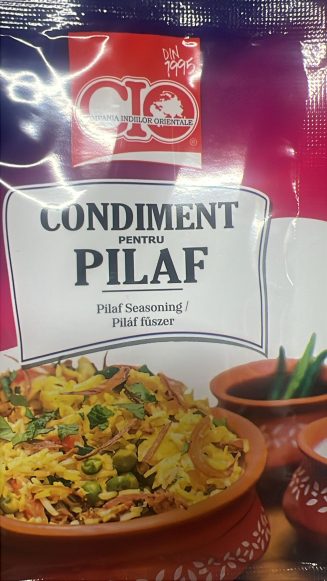 DIN
1995
CIO
COMPANIA INDIILOR ORIENTALE
®
CONDIMENT
PENTRU
PILAF
Pilaf Seasoning /
Piláf fűszer